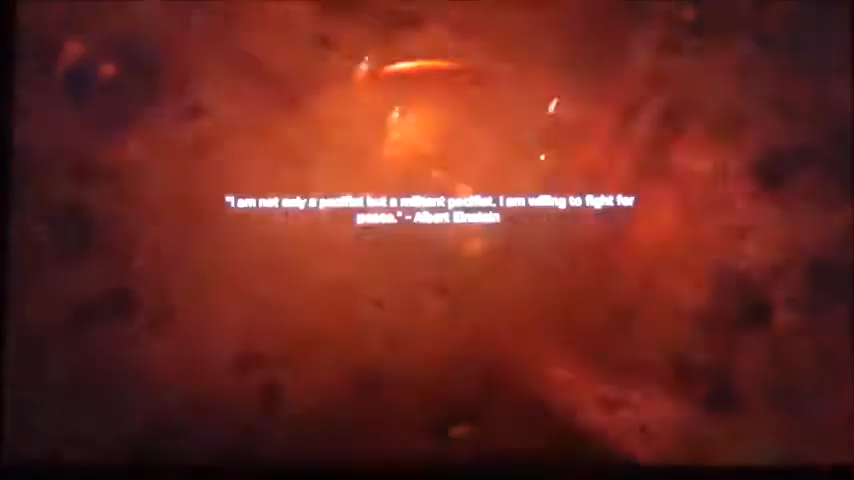 "I am not only a pacifist but a militant pacifist. I am willing to fight for
peace." - Albert Einstein